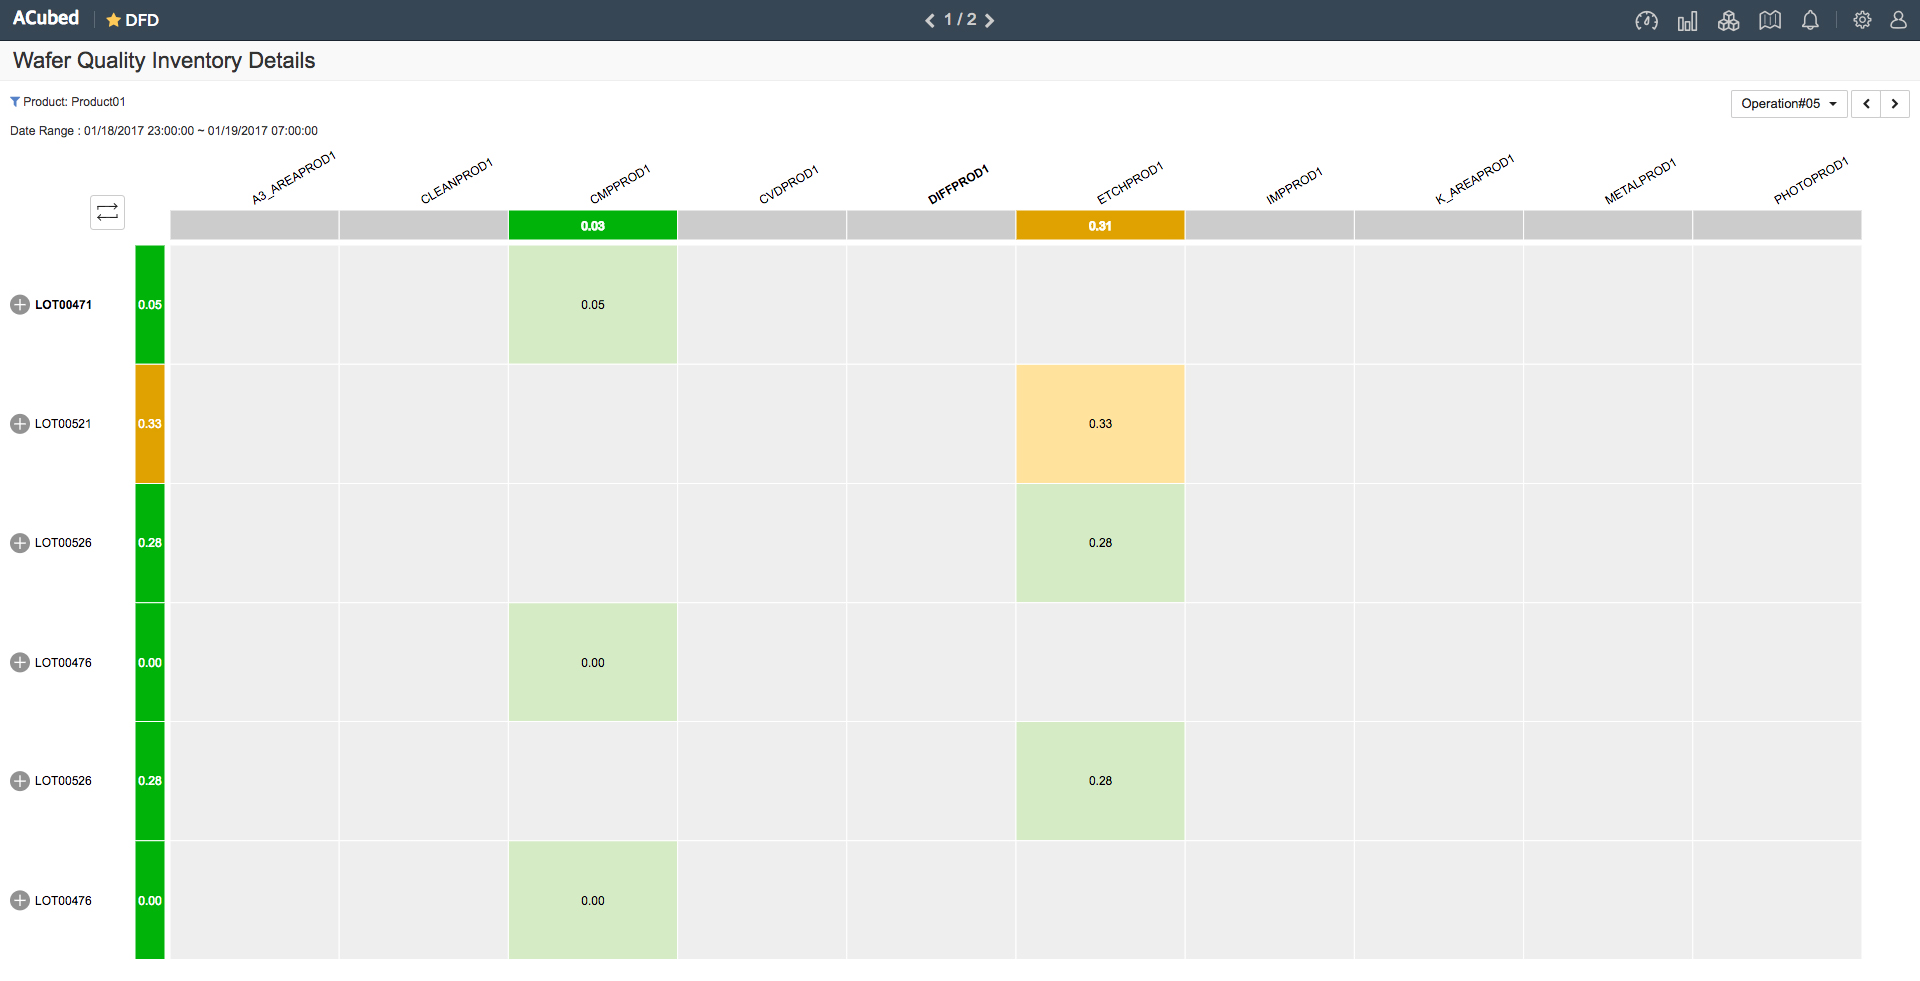 ACubed
DFD
1 / 2
Wafer Quality Inventory Details
Product: Product01
Operation#05
Date Range : 01/18/2017 23:00:00 ~ 01/19/2017 07:00:00
A3_AREAPROD1
CLEANPROD1
CMPPROD1
CVDPROD1
DIFFPROD1
ETCHPROD1
IMPPROD1
K_AREAPROD1
METALPROD1
PHOTOPROD1
0.03
0.31
LOT00471
0.05
0.05
LOT00521
0.33
0.33
LOT00526
0.28
0.28
LOT00476
0.00
0.00
LOT00526
0.28
0.28
LOT00476
0.00
0.00